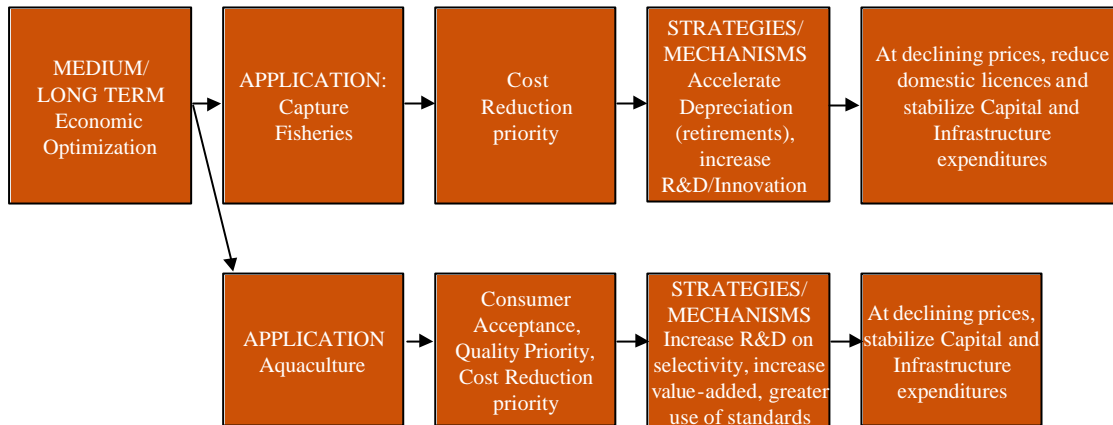 MEDIUM/
LONG TERM
Economic
Optimization
APPLICATION:
Capture
Fisheries
Cost
Reduction
priority
STRATEGIES/
MECHANISMS
Accelerate
Depreciation
(retirements),
increase
R&D/Innovation
At declining prices, reduce
domestic licences and
stabilize Capital and
Infrastructure
expenditures
APPLICATION
Aquaculture
Consumer
Acceptance,
Quality Priority,
Cost Reduction
priority
STRATEGIES/
MECHANISMS
Increase R&D on
selectivity, increase
value-added, greater
use of standards
At declining prices,
stabilize Capital and
Infrastructure
expenditures